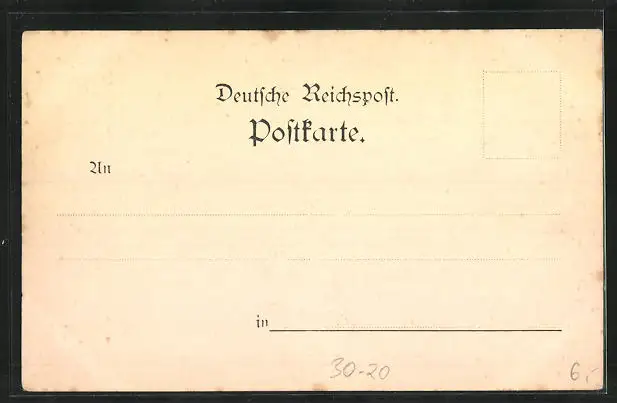 Deutſche Reichspoſt.
Poſtkarte.
An
in
30-20
6,-